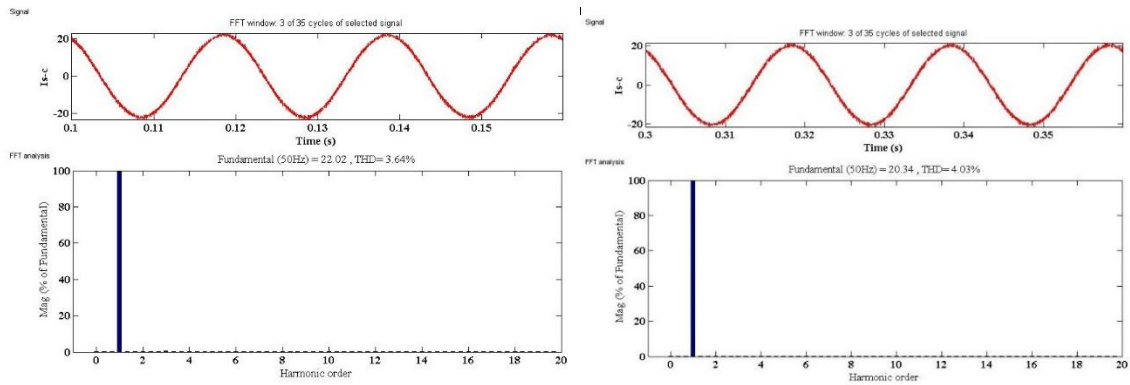 Signal
FFT window: 3 of 35 cycles of selected signal
Is-c
20
0
-20
0.1 0.11 0.12 0.13 0.14 0.15
Time (s)
FFT analysis
Fundamental (50Hz) = 22.02 , THD= 3.64%
Mag (% of Fundamental)
100
80
60
40
20
0
0 2 4 6 8 10 12 14 16 18 20
Harmonic order
Signal
FFT window: 3 of 35 cycles of selected signal
Is-c
20
0
-20
0.3 0.31 0.32 0.33 0.34 0.35
Time (s)
FFT analysis
Fundamental (50Hz) = 20.34 , THD= 4.03%
Mag (% of Fundamental)
100
80
60
40
20
0
0 2 4 6 8 10 12 14 16 18 20
Harmonic order